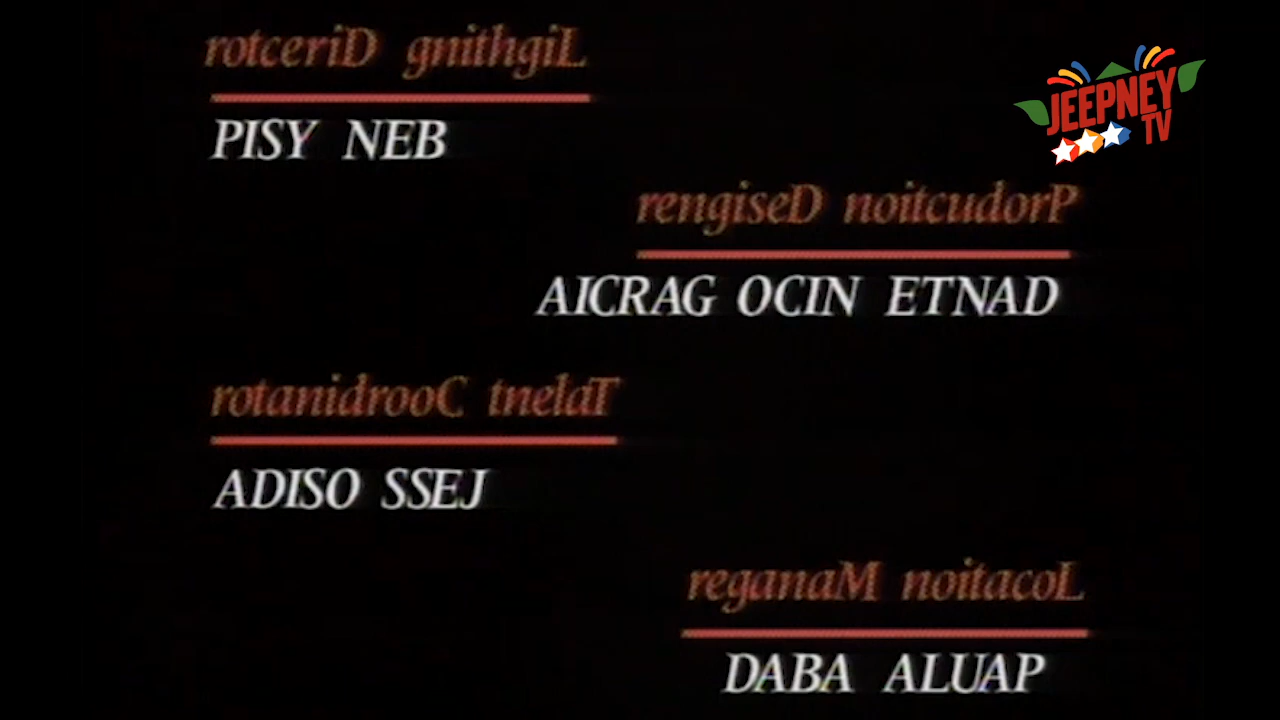 rotceriD gnithgiL
PISY NEB
JEEPNEY
TV
rengiseD noitcudorP
AICRAG OCIN ETNAD
rotanidrooC tnelaT
ADISO SSEJ
reganaM noitacoL
DABA ALUAP